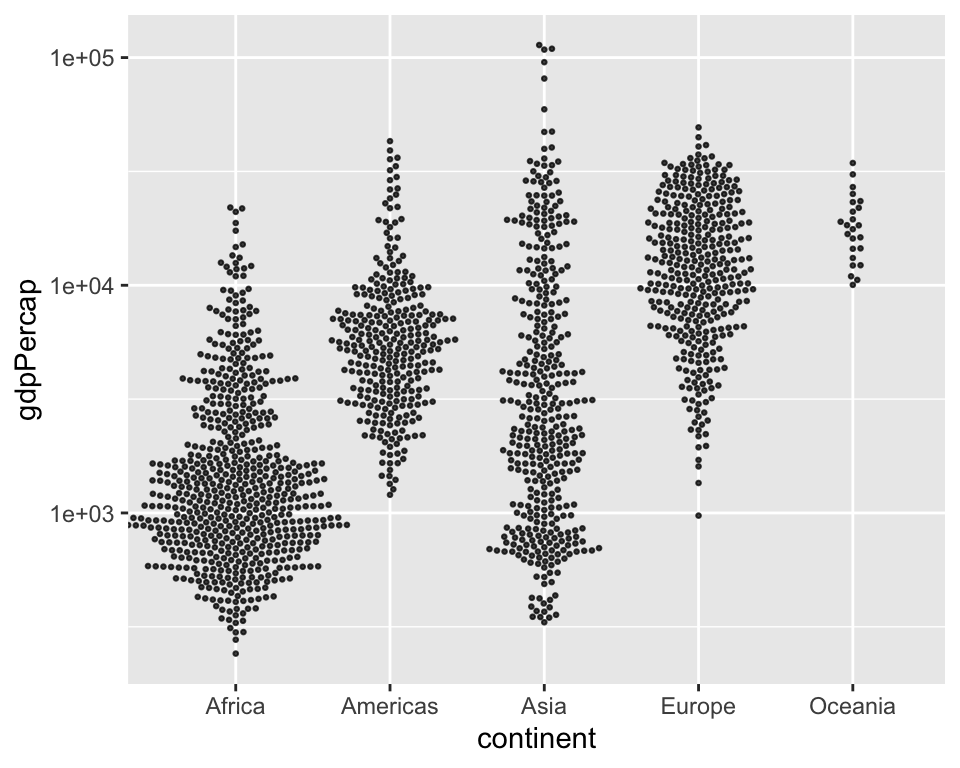 1e+05
1e+04
1e+03
gdpPercap
Africa Americas Asia Europe Oceania
continent